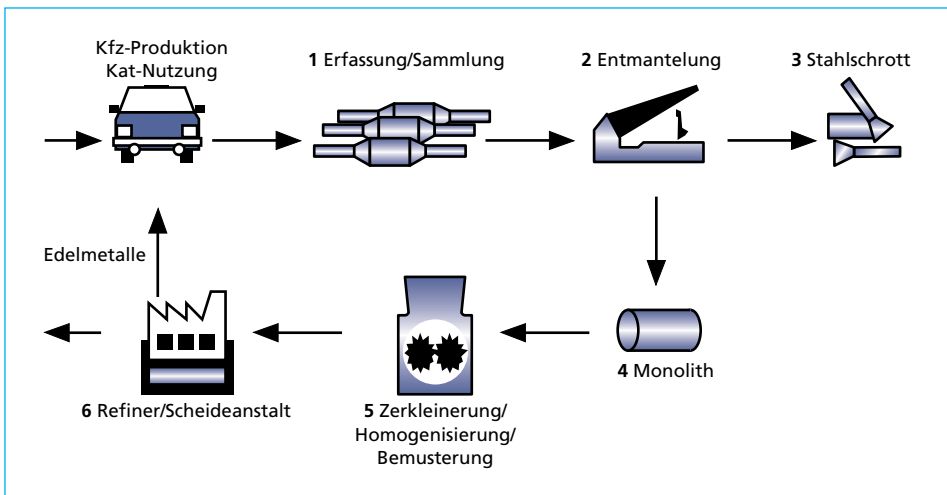 Kfz-Produktion
Kat-Nutzung
1 Erfassung/Sammlung
2 Entmantelung
3 Stahlschrott
Edelmetalle
4 Monolith
6 Refiner/Scheideanstalt
5 Zerkleinerung/
Homogenisierung/
Bemusterung